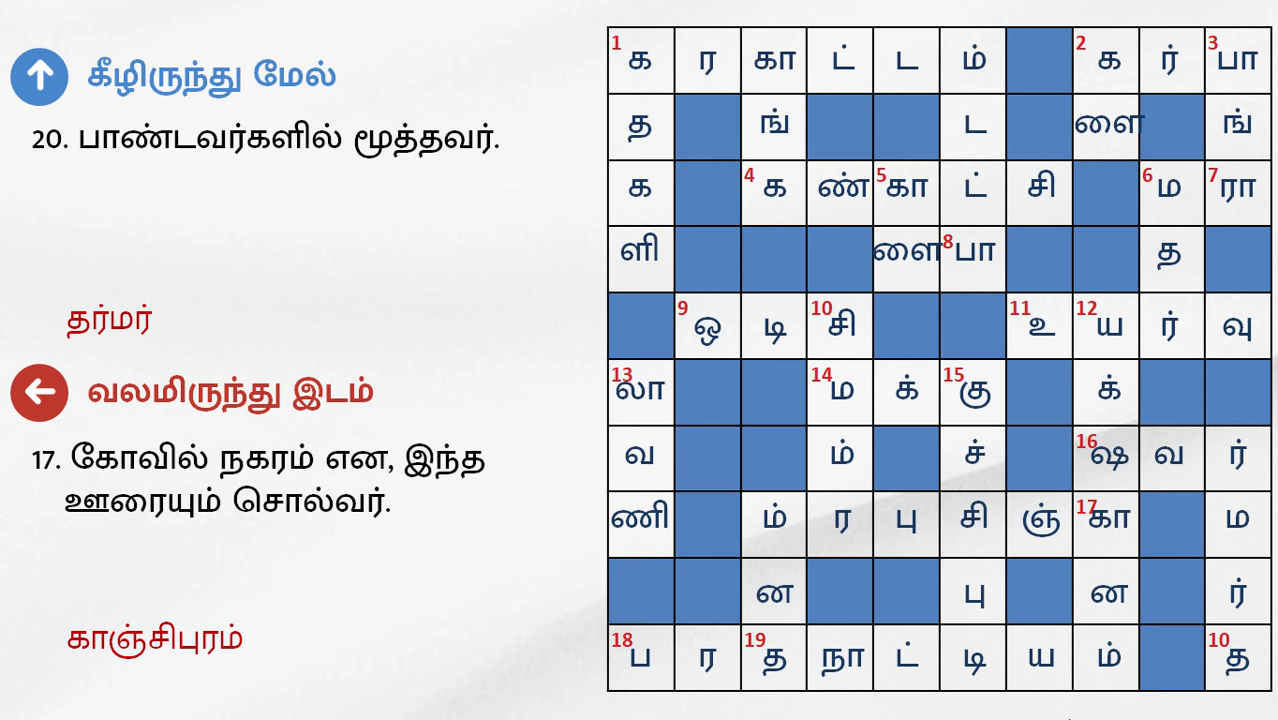 கீழிருந்து மேல்
20. பாண்டவர்களில் மூத்தவர்.
தர்மர்
வலமிருந்து இடம்
17. கோவில் நகரம் என, இந்த
ஊரையும் சொல்வர்.
காஞ்சிபுரம்
1 க ர கா ட் ட ம் 2 க ர் 3 பா
த ங் ட ளை ங்
க 4 க ண் 5 கா ட் சி 6 ம 7 ரா
ளி ளை 8 பா த
9 ஒ டி 10 சி 11 உ 12 ய ர் வு
13 லா 14 ம க் 15 கு க்
வ ம் ச் 16 ஷ வ ர்
ணி ம் ர பு சி ஞ் 17 கா ம
ன பு ன ர்
18 ப ர 19 த நா ட் டி ய ம் 10 த